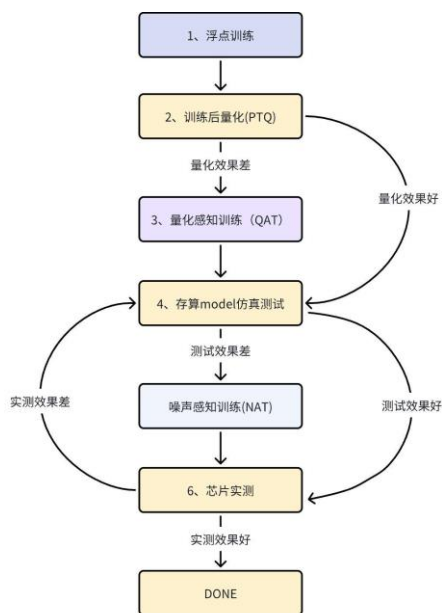 1、浮点训练
2、训练后量化(PTQ)
量化效果差
量化效果好
3、量化感知训练（QAT）
4、存算model仿真测试
测试效果差
实测效果差
噪声感知训练(NAT)
测试效果好
6、芯片实测
实测效果好
DONE